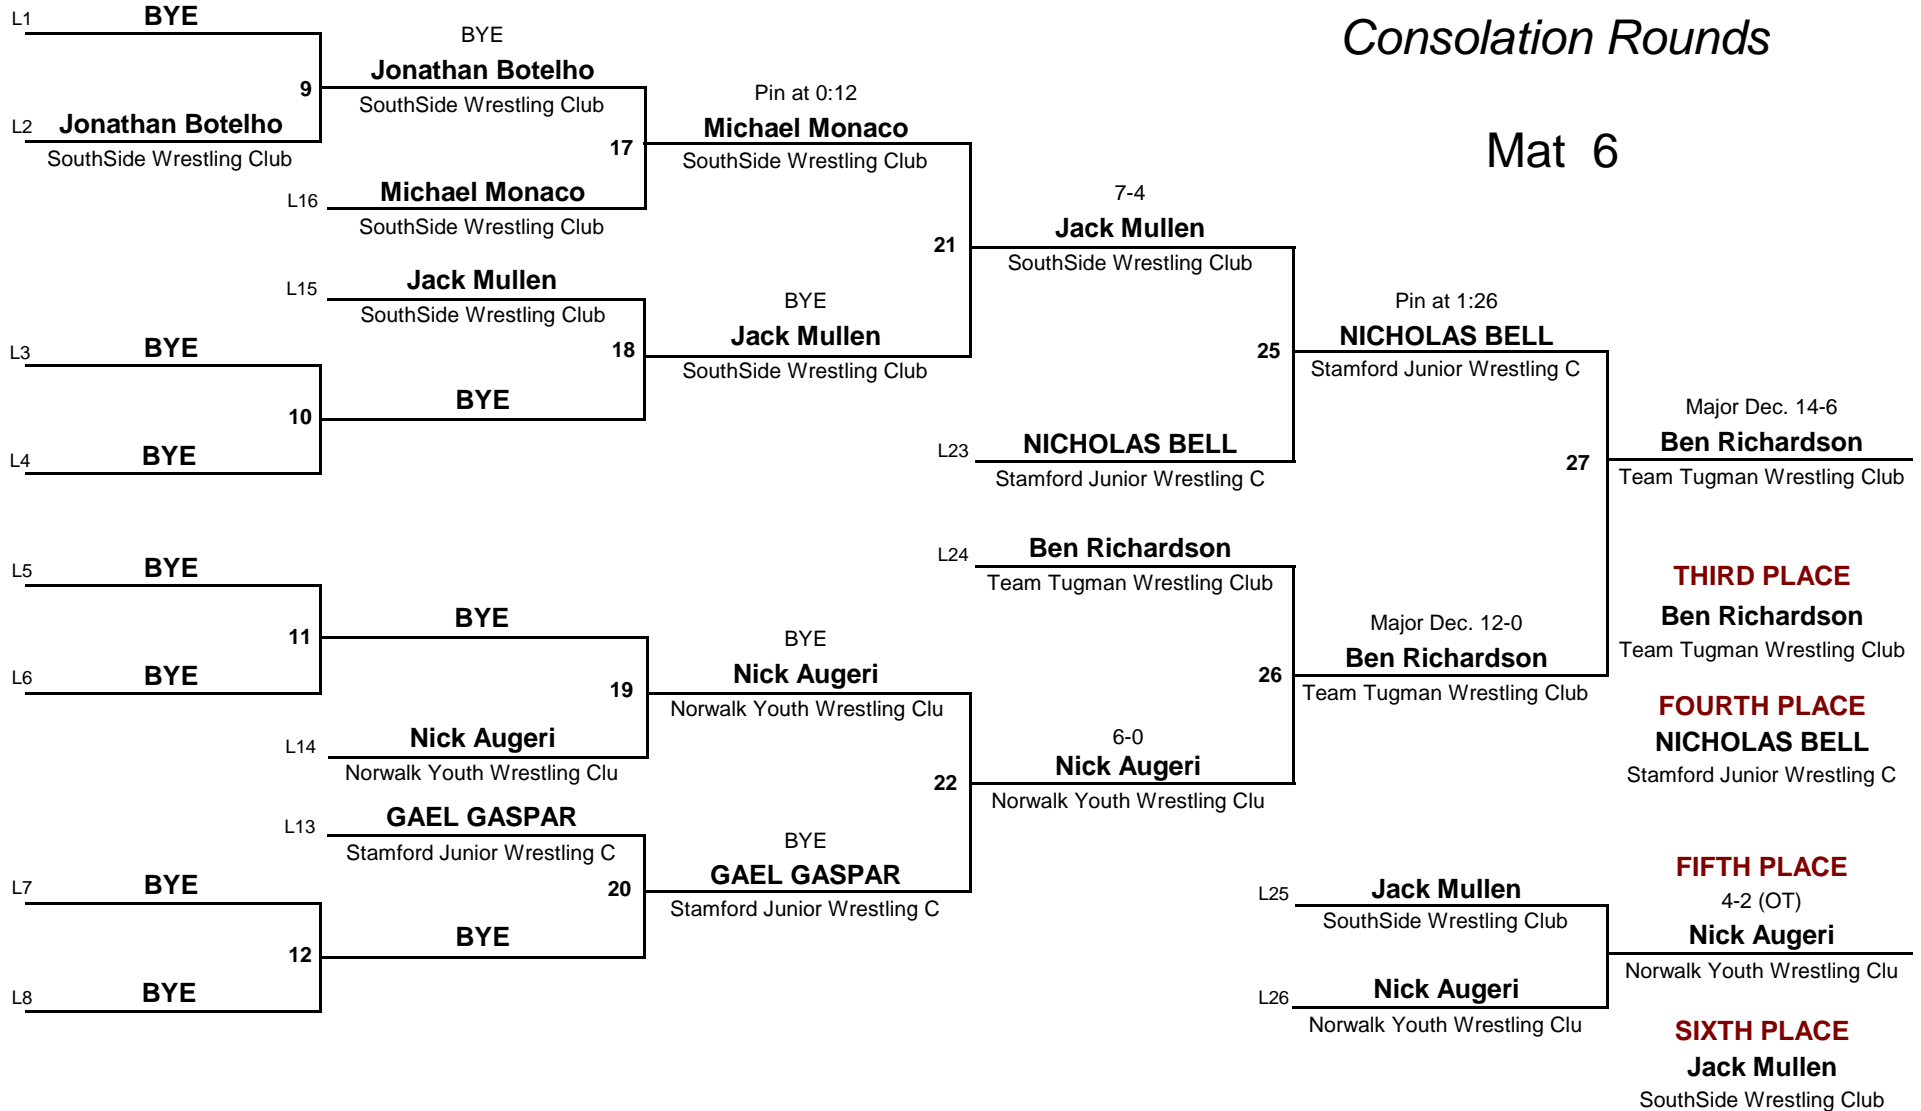 Consolation Rounds
Mat 6
L1 BYE
9
L2 Jonathan Botelho
SouthSide Wrestling Club
L3 BYE
10
L4 BYE
L5 BYE
11
L6 BYE
L7 BYE
12
L8 BYE
BYE
Jonathan Botelho
SouthSide Wrestling Club
17
L16 Michael Monaco
SouthSide Wrestling Club
L15 Jack Mullen
SouthSide Wrestling Club
18
BYE
BYE
19
L14 Nick Augeri
Norwalk Youth Wrestling Clu
L13 GAEL GASPAR
Stamford Junior Wrestling C
20
BYE
Pin at 0:12
Michael Monaco
SouthSide Wrestling Club
21
BYE
Jack Mullen
SouthSide Wrestling Club
BYE
Nick Augeri
Norwalk Youth Wrestling Clu
22
BYE
GAEL GASPAR
Stamford Junior Wrestling C
7-4
Jack Mullen
SouthSide Wrestling Club
25
L23 NICHOLAS BELL
Stamford Junior Wrestling C
L24 Ben Richardson
Team Tugman Wrestling Club
26
6-0
Nick Augeri
Norwalk Youth Wrestling Clu
Pin at 1:26
NICHOLAS BELL
Stamford Junior Wrestling C
27
Major Dec. 12-0
Ben Richardson
Team Tugman Wrestling Club
Major Dec. 14-6
Ben Richardson
Team Tugman Wrestling Club
THIRD PLACE
Ben Richardson
Team Tugman Wrestling Club
FOURTH PLACE
NICHOLAS BELL
Stamford Junior Wrestling C
L25 Jack Mullen
SouthSide Wrestling Club
L26 Nick Augeri
Norwalk Youth Wrestling Clu
FIFTH PLACE
4-2 (OT)
Nick Augeri
Norwalk Youth Wrestling Clu
SIXTH PLACE
Jack Mullen
SouthSide Wrestling Club